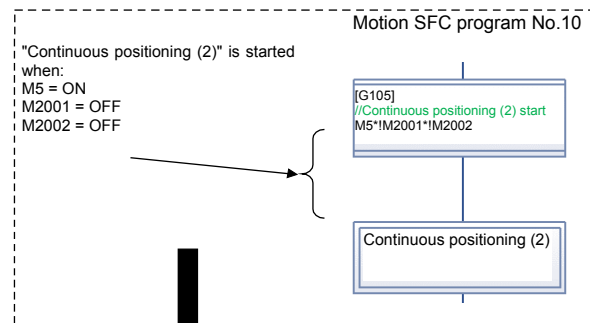 Motion SFC program No.10
"Continuous positioning (2)" is started
when:
M5 = ON
M2001 = OFF
M2002 = OFF
[G105]
//Continuous positioning (2) start
M5*!M2001*!M2002
Continuous positioning (2)